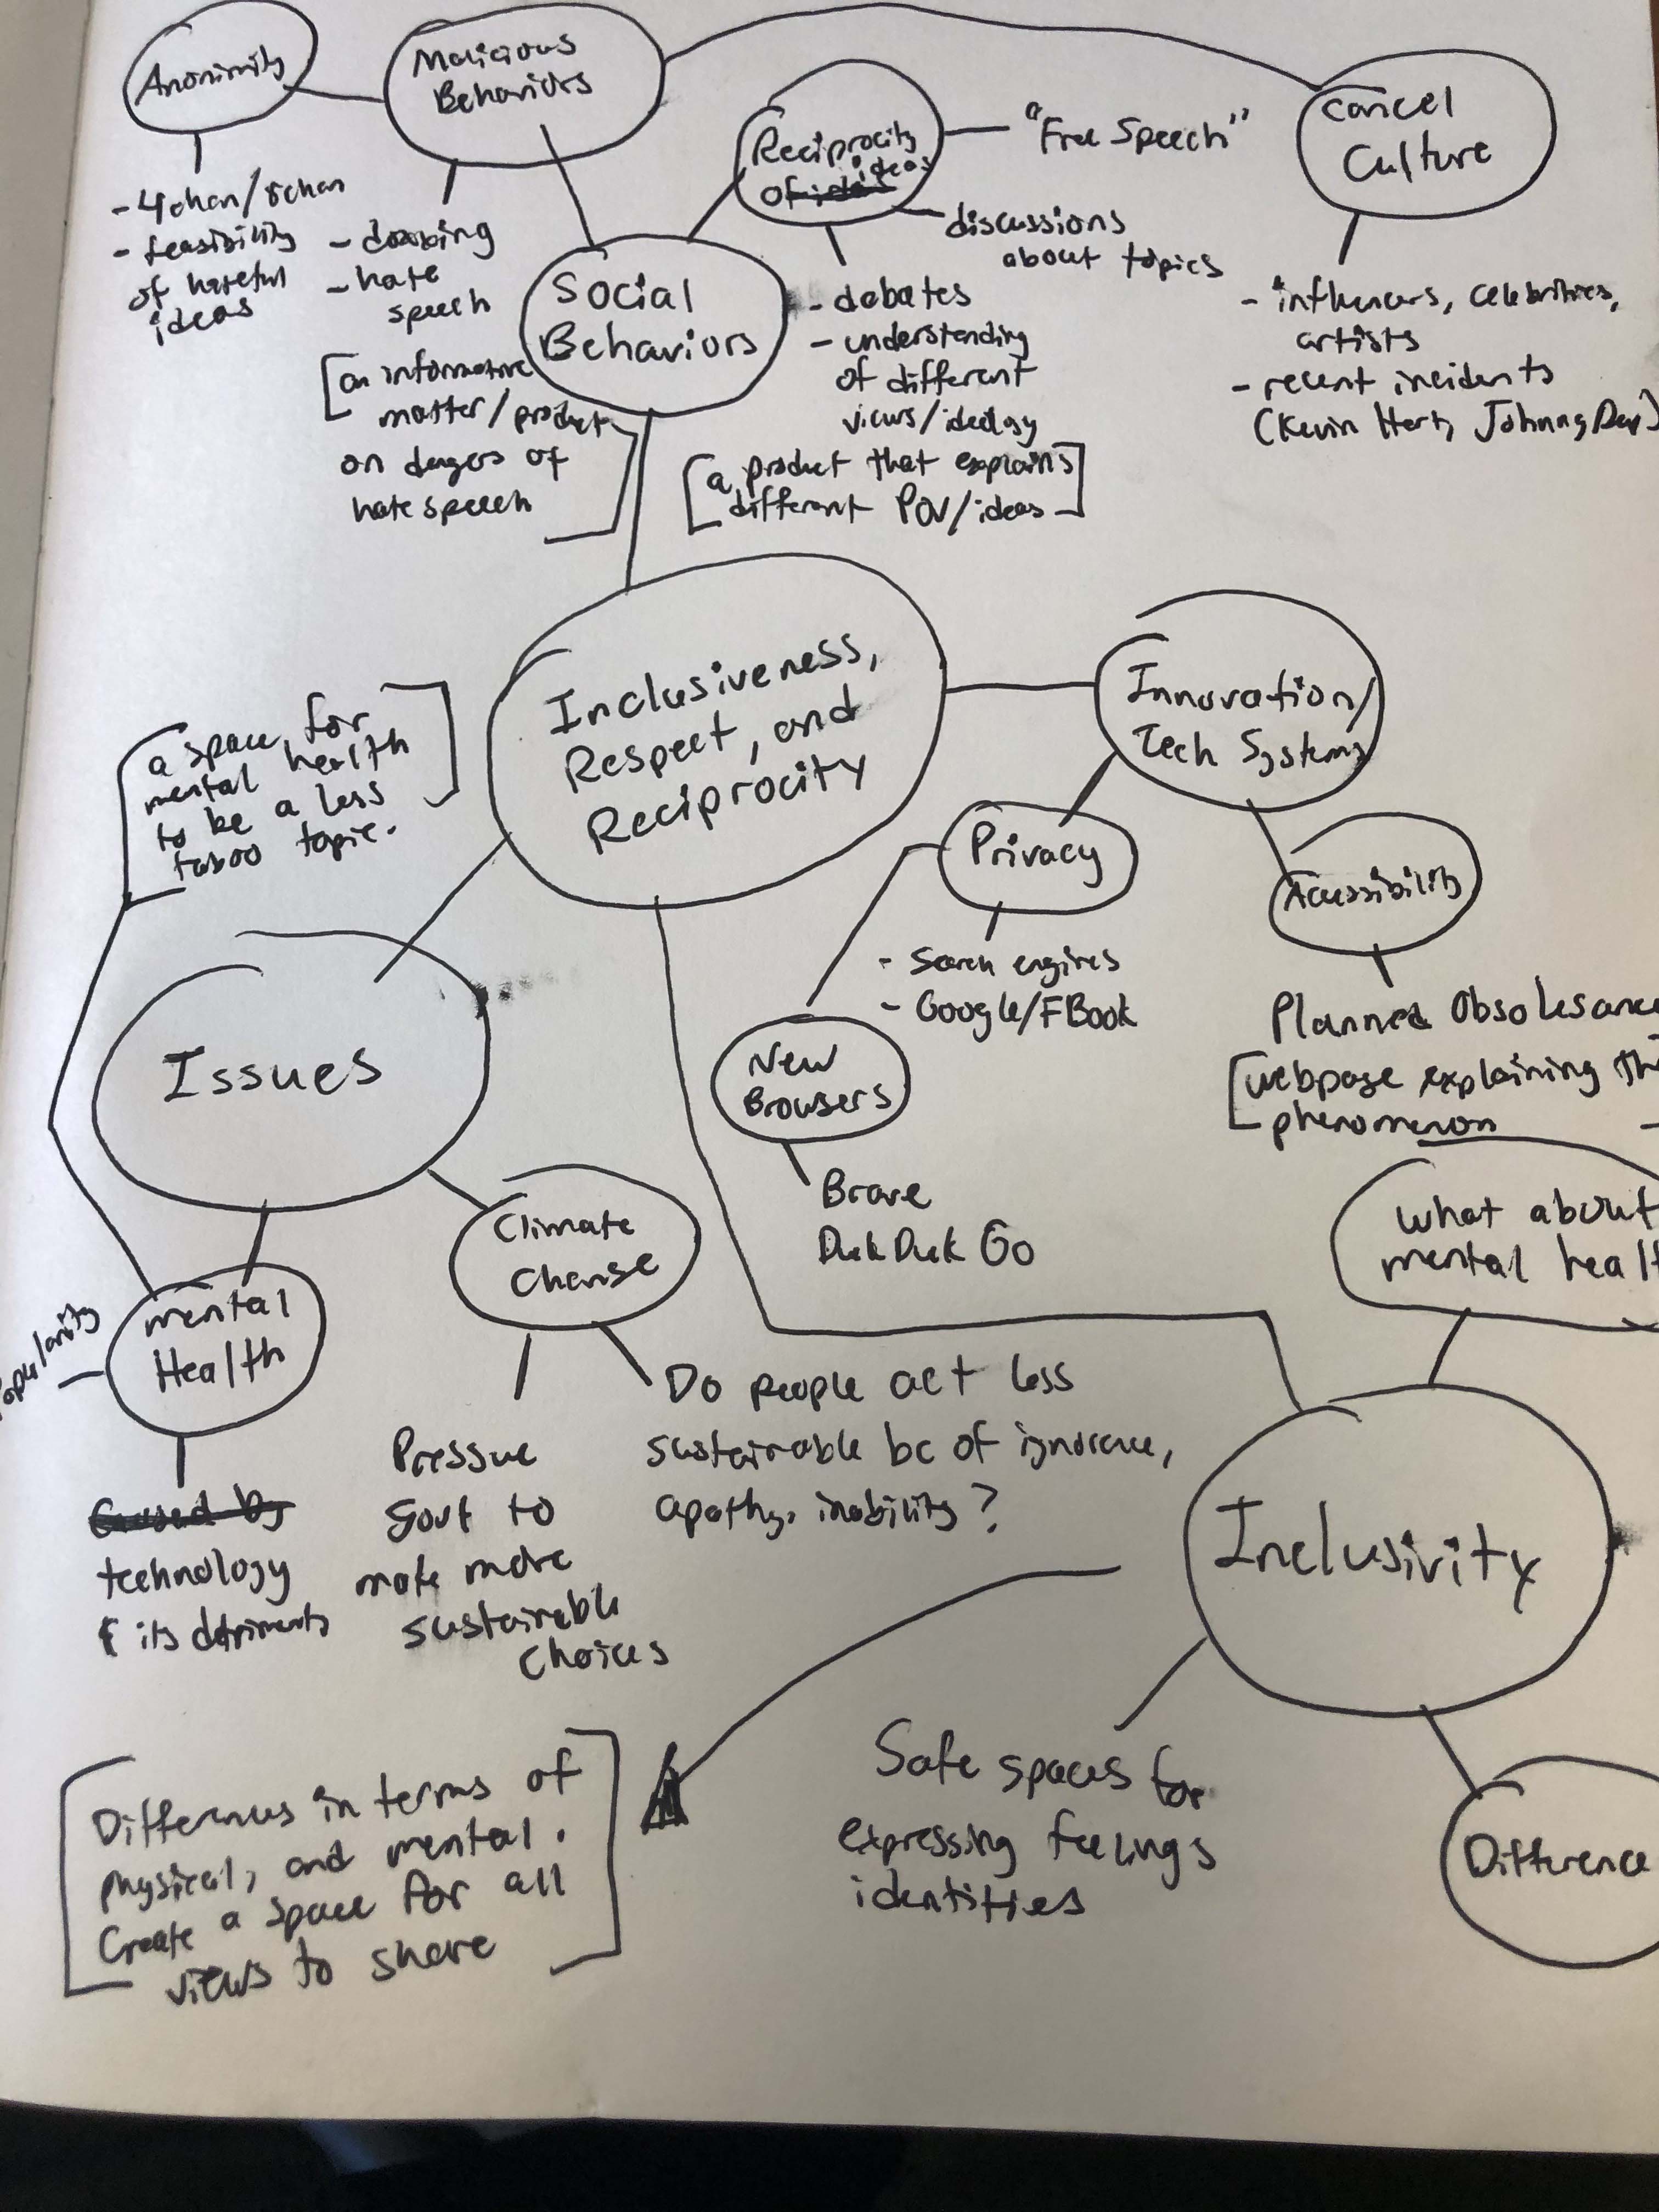 Anonimity
Malicious
Behaviors
Reciprocity
of ideas
"Free Speech"
Cancel
Culture
- 4chan/8chan
- feasibility
of hateful
ideas
- doxxing
- hate
speech
discussions
about topics
Social
Behaviors
- debates
- understanding
of different
views/ideology
- influencers, celebrities,
artists
- recent incidents
(Kevin Hart, Johnny Dep)
[an informative
matter/product
on dangers of
hate speech
[a product that explains]
different POV/ideas
Inclusiveness,
Respect, and
Reciprocity
Innovation/
Tech Systems
a space for
mental health
to be a less
taboo topic.
Privacy
Accessibility
- Search engines
- Google/FBook
Planned Obsolesance
[webpage explaining
phenomenon
Issues
New
Browsers
Brave
DuckDuckGo
Climate
Change
What about
mental
mental
Health
Do people act less
sustainable bc of ignorance,
apathy, inability?
Pressure
govt to
make more
sustainable
choices
Caused by
technology
& its detriments
Inclusivity
Safe spaces for
expressing feelings
identities
Difference
Differences in terms of
physical, and mental.
Create a space for all
views to share